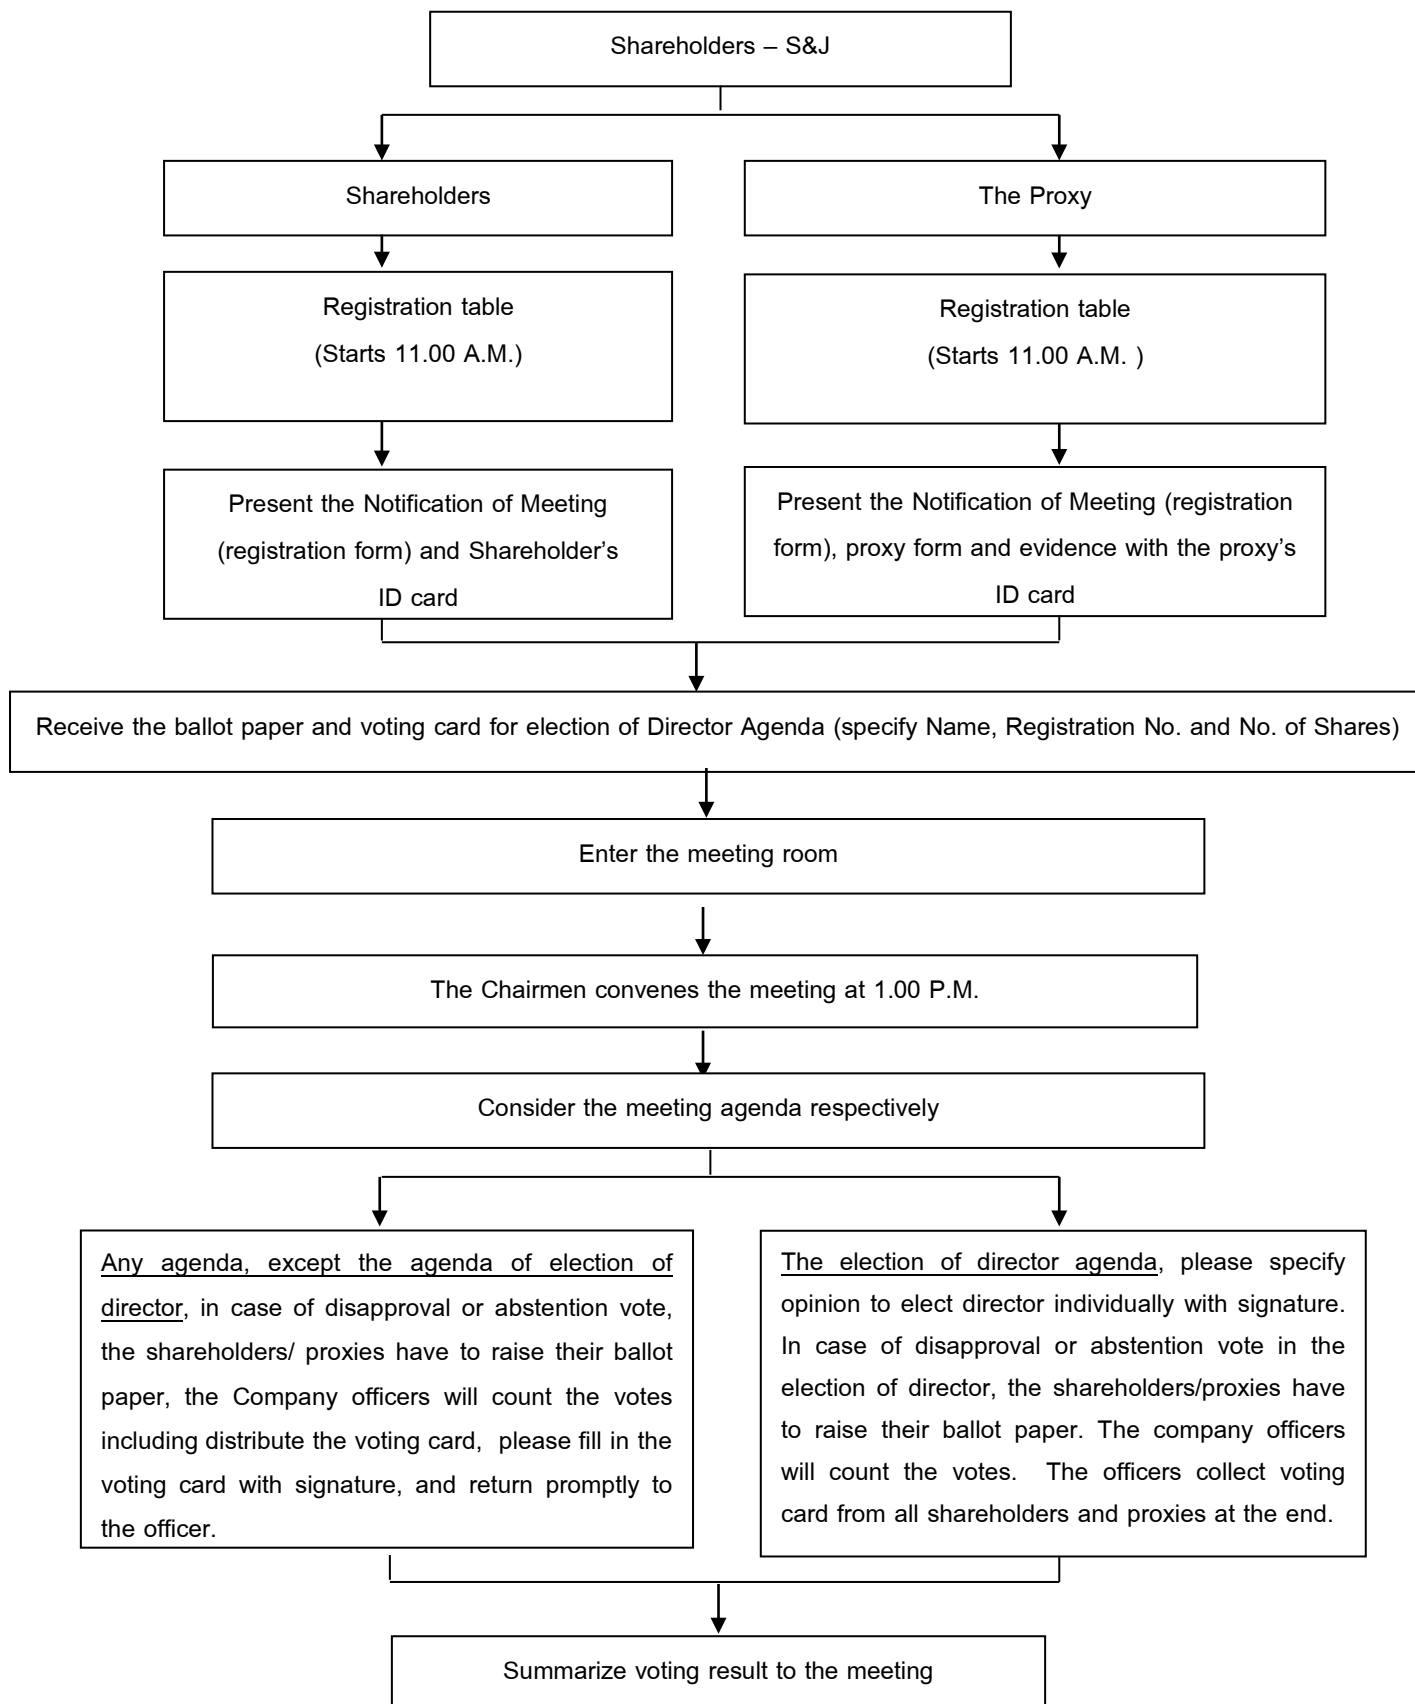 Shareholders – S&J
Shareholders
The Proxy
Registration table
(Starts 11.00 A.M.)
Registration table
(Starts 11.00 A.M. )
Present the Notification of Meeting
(registration form) and Shareholder’s
ID card
Present the Notification of Meeting (registration
form), proxy form and evidence with the proxy’s
ID card
Receive the ballot paper and voting card for election of Director Agenda (specify Name, Registration No. and No. of Shares)
Enter the meeting room
The Chairmen convenes the meeting at 1.00 P.M.
Consider the meeting agenda respectively
Any agenda, except the agenda of election of
director, in case of disapproval or abstention vote,
the shareholders/ proxies have to raise their ballot
paper, the Company officers will count the votes
including distribute the voting card,  please fill in the
voting card with signature, and return promptly to
the officer.
The election of director agenda, please specify
opinion to elect director individually with signature.
In case of disapproval or abstention vote in the
election of director, the shareholders/proxies have
to raise their ballot paper. The company officers
will count the votes.  The officers collect voting
card from all shareholders and proxies at the end.
Summarize voting result to the meeting